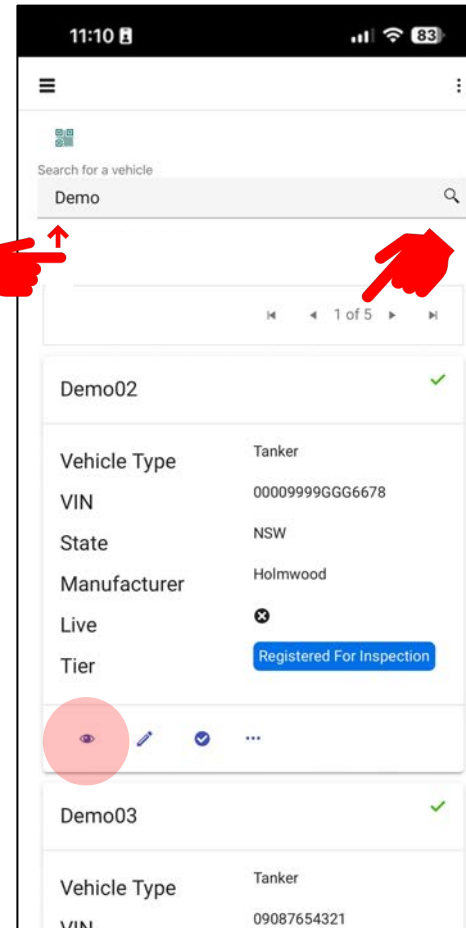 11:10
83
Search for a vehicle
Demo
1 of 5
Demo02
Vehicle Type Tanker
VIN 00009999GGG6678
State NSW
Manufacturer Holmwood
Live
Tier Registered For Inspection
Demo03
Vehicle Type Tanker
VIN 09087654321